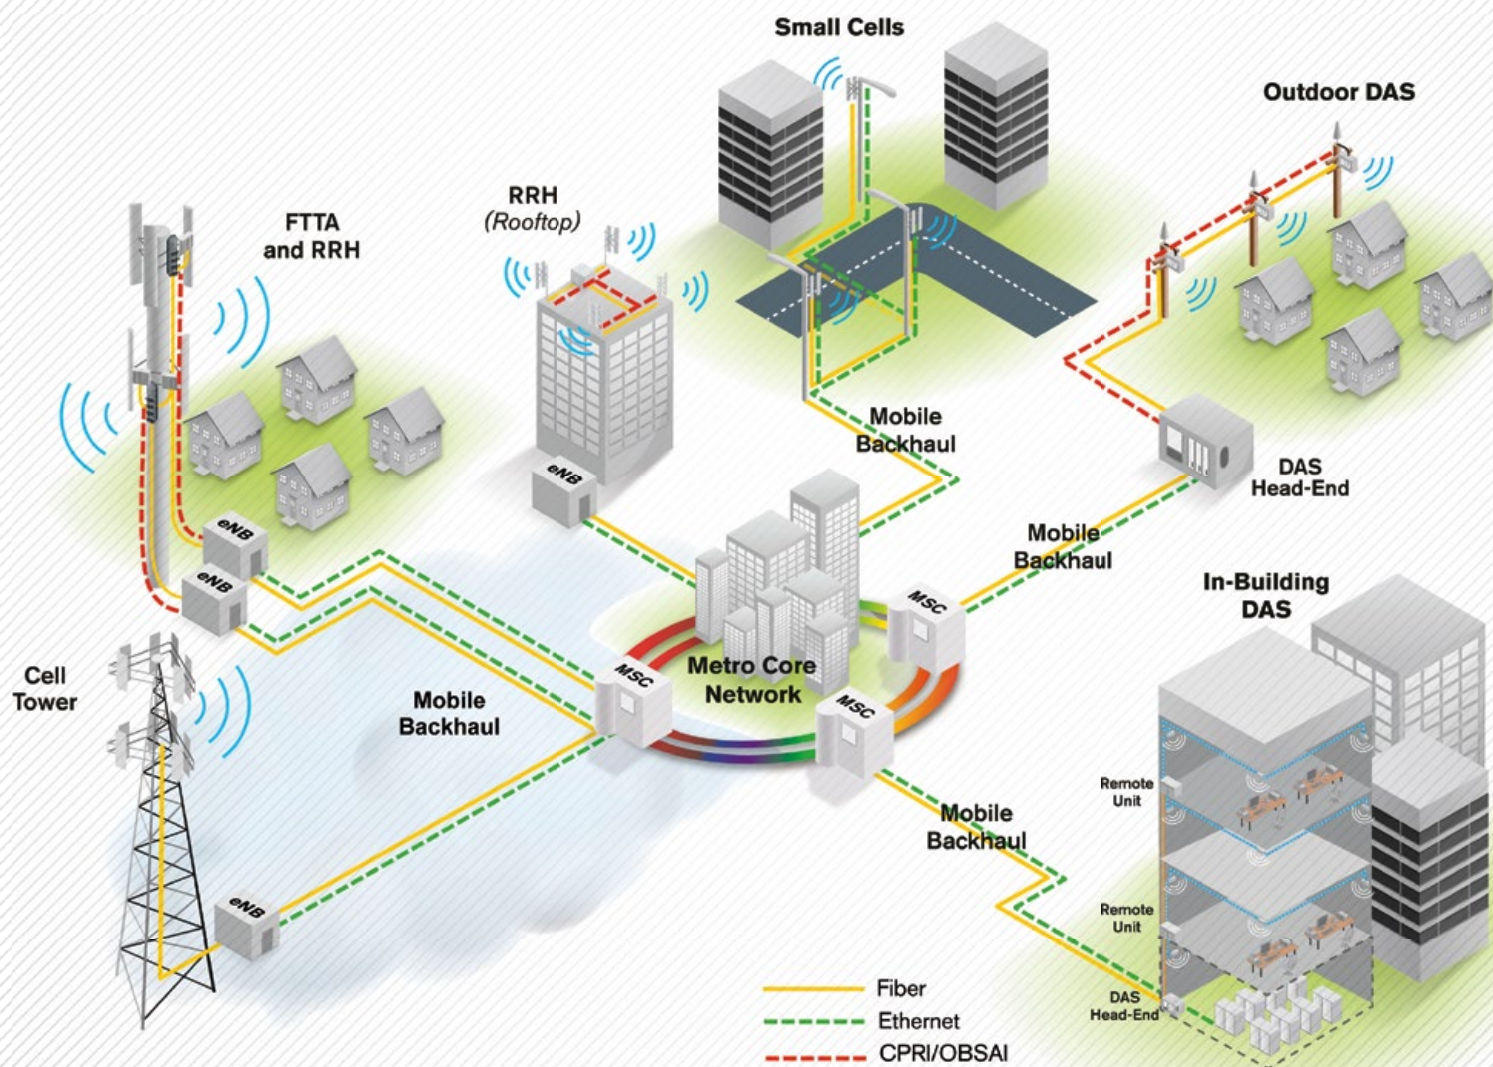 Small Cells
Outdoor DAS
RRH
(Rooftop)
FTTA
and RRH
Mobile
Backhaul
DAS
Head-End
eNB
Mobile
Backhaul
eNB
eNB
In-Building
DAS
MSC
Cell
Tower
Metro Core
Network
MSC
MSC
Mobile
Backhaul
Remote
Unit
Mobile
Backhaul
eNB
Remote
Unit
DAS
Head-End
Fiber
Ethernet
CPRI/OBSAI